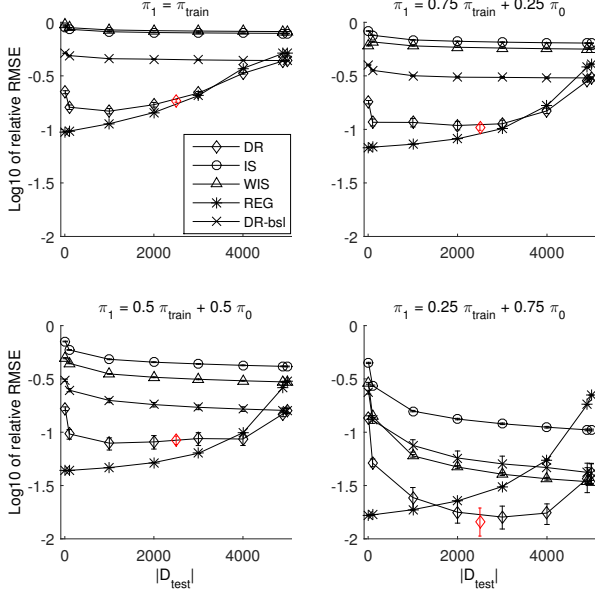 π1 = πtrain
Log10 of relative RMSE
0
-0.5
-1
-1.5
-2
0 2000 4000
DR
IS
WIS
REG
DR-bsl
π1 = 0.75 πtrain + 0.25 π0
0
-0.5
-1
-1.5
-2
0 2000 4000
π1 = 0.5 πtrain + 0.5 π0
Log10 of relative RMSE
0
-0.5
-1
-1.5
-2
0 2000 4000
|Dtest|
π1 = 0.25 πtrain + 0.75 π0
0
-0.5
-1
-1.5
-2
0 2000 4000
|Dtest|